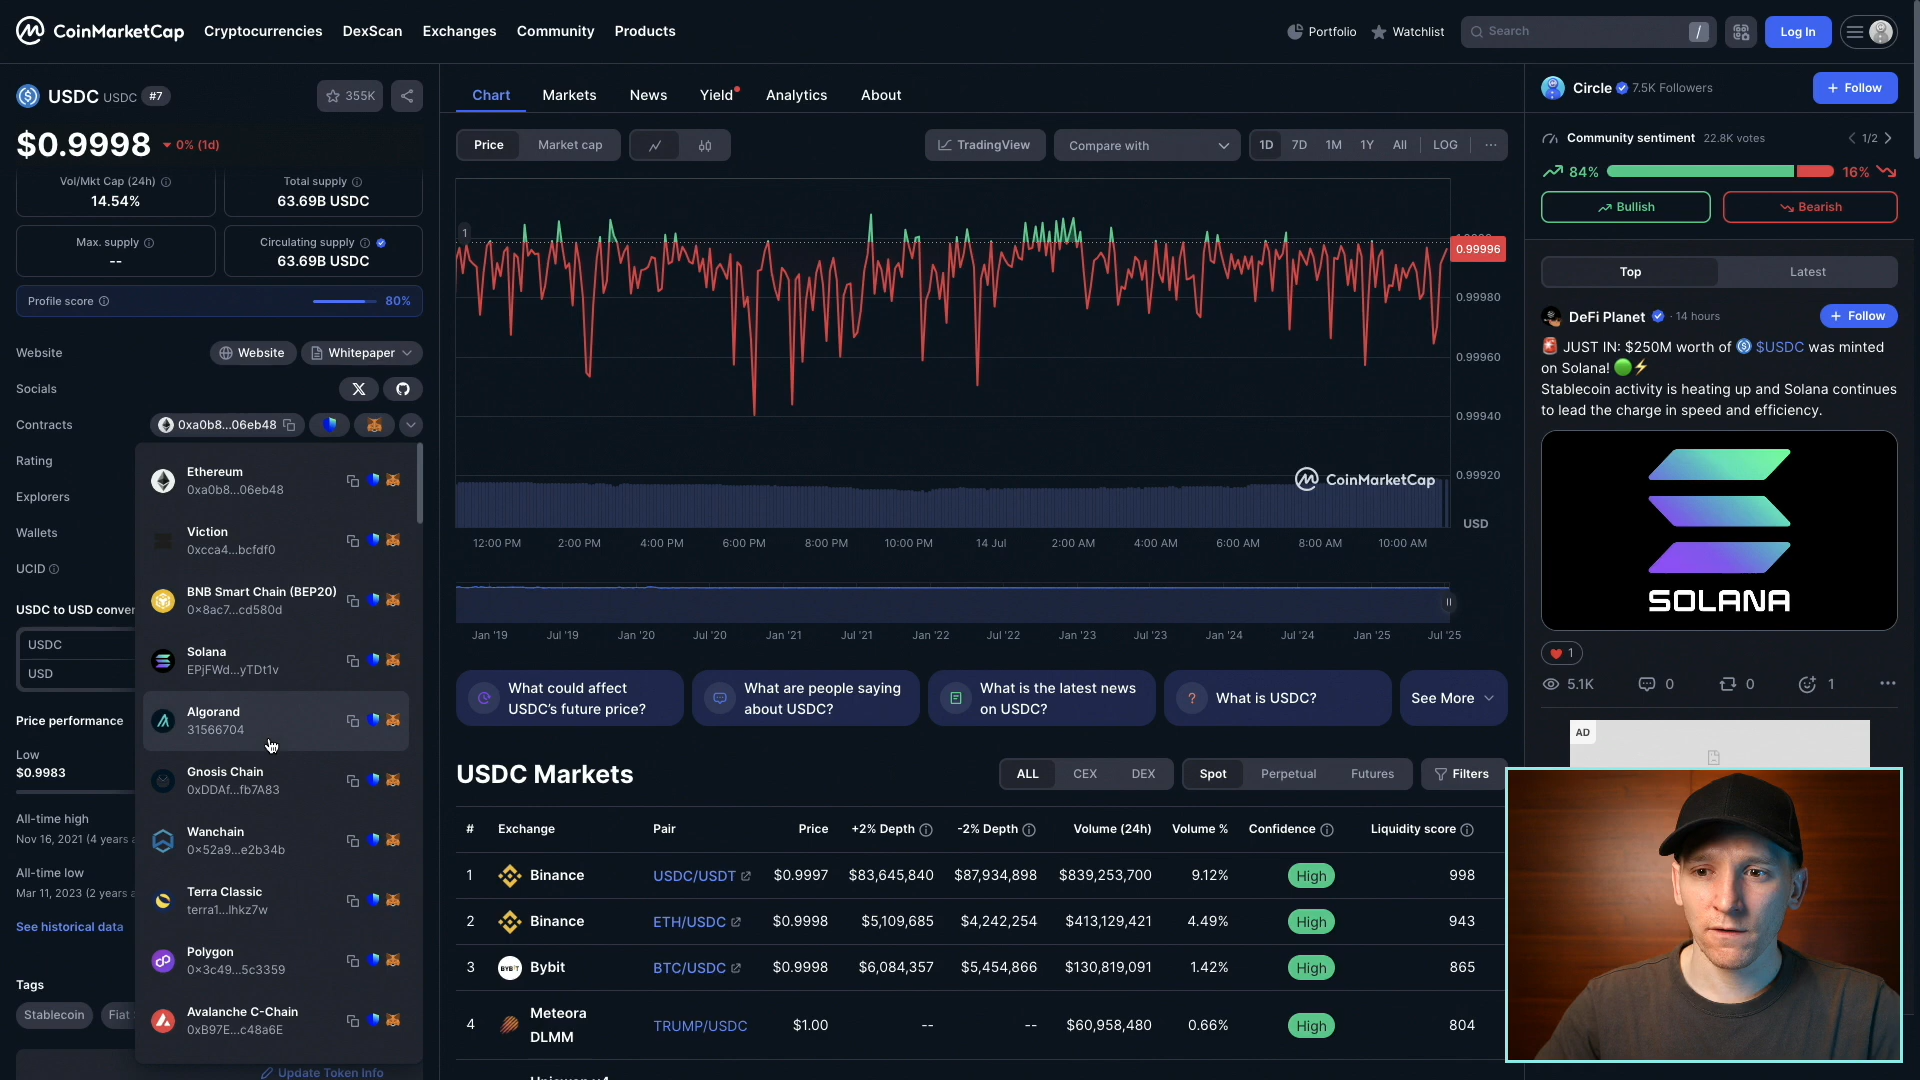 CoinMarketCap
Cryptocurrencies
DexScan
Exchanges
Community
Products
Portfolio
Watchlist
Search
/
Log In
USDC USDC #7
355K
$0.9998 0% (1d)
Vol/Mkt Cap (24h)
14.54%
Total supply
63.69B USDC
Max. supply
--
Circulating supply
63.69B USDC
Profile score
80%
Website
Website
Whitepaper
Socials
Contracts
0xa0b8...06eb48
Rating
Explorers
Wallets
UCID
USDC to USD conver
USDC
USD
Price performance
Low
$0.9983
All-time high
Nov 16, 2021 (4 years a
All-time low
Mar 11, 2023 (2 years a
See historical data
Tags
Stablecoin
Fiat
Update Token Info
Ethereum
0xa0b8...06eb48
Viction
0xcca4...bcfdf0
BNB Smart Chain (BEP20)
0x8ac7...cd580d
Solana
EPjFWd...yTDt1v
Algorand
31566704
Gnosis Chain
0xDDAf...fb7A83
Wanchain
0x52a9...e2b34b
Terra Classic
terra1...lhkz7w
Polygon
0x3c49...5c3359
Avalanche C-Chain
0xB97E...c48a6E
Chart
Markets
News
Yield
Analytics
About
Price
Market cap
TradingView
Compare with
1D
7D
1M
1Y
All
LOG
1
0.99996
0.99980
0.99960
0.99940
0.99920
CoinMarketCap
USD
12:00 PM
2:00 PM
4:00 PM
6:00 PM
8:00 PM
10:00 PM
14 Jul
2:00 AM
4:00 AM
6:00 AM
8:00 AM
10:00 AM
Jan '19
Jul '19
Jan '20
Jul '20
Jan '21
Jul '21
Jan '22
Jul '22
Jan '23
Jul '23
Jan '24
Jul '24
Jan '25
Jul '25
What could affect
USDC's future price?
What are people saying
about USDC?
What is the latest news
on USDC?
What is USDC?
See More
USDC Markets
ALL
CEX
DEX
Spot
Perpetual
Futures
Filters
# Exchange Pair Price +2% Depth -2% Depth Volume (24h) Volume % Confidence Liquidity score
1 Binance USDC/USDT $0.9997 $83,645,840 $87,934,898 $839,253,700 9.12% High 998
2 Binance ETH/USDC $0.9998 $5,109,685 $4,242,254 $413,129,421 4.49% High 943
3 BYBIT Bybit BTC/USDC $0.9998 $6,084,357 $5,454,866 $130,819,091 1.42% High 865
4 Meteora DLMM TRUMP/USDC $1.00 -- -- $60,958,480 0.66% High 804
Circle 7.5K Followers
+ Follow
Community sentiment 22.8K votes
1/2
84%
16%
Bullish
Bearish
Top
Latest
DeFi Planet · 14 hours
+ Follow
🚨 JUST IN: $250M worth of $USDC was minted
on Solana! 🟢⚡
Stablecoin activity is heating up and Solana continues
to lead the charge in speed and efficiency.
SOLANA
1
5.1K
0
0
1
AD